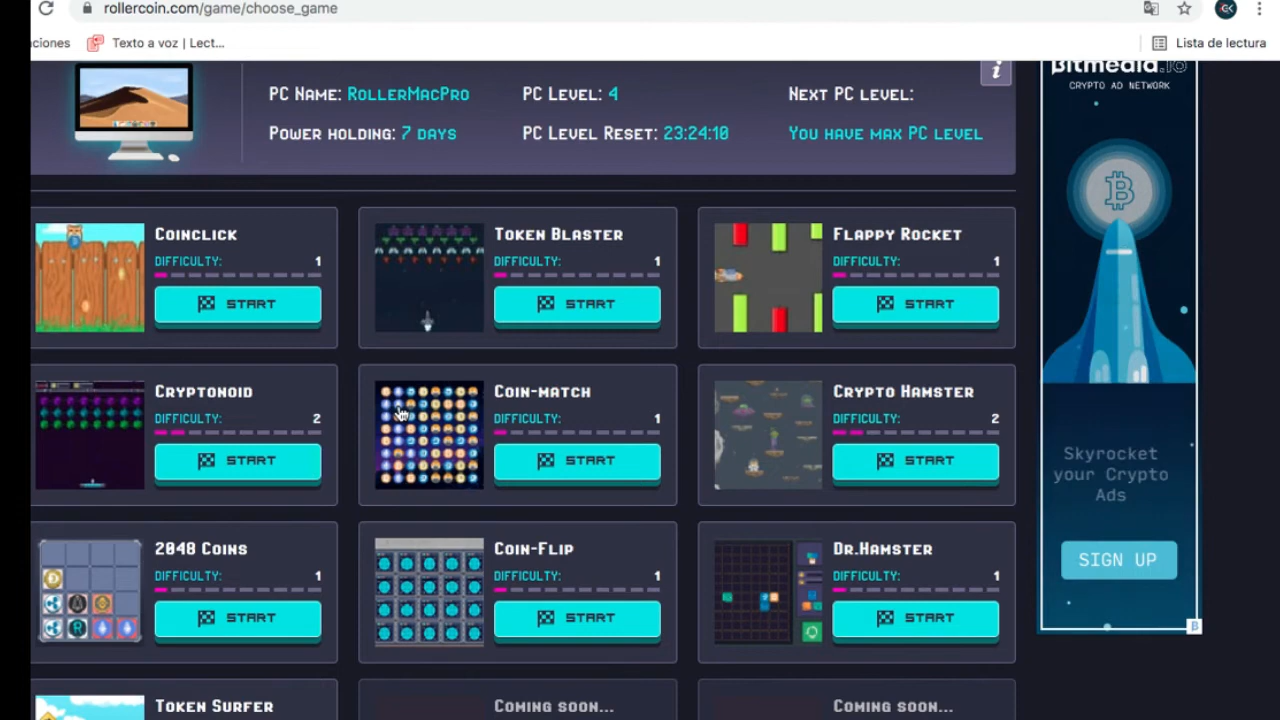 rollercoin.com/game/choose_game
ciones
Texto a voz | Lect...
Lista de lectura
PC Name: RollerMacPro
PC Level: 4
Next PC level:
Power holding: 7 days
PC Level Reset: 23:24:10
You have max PC level
i
Bitmedia.io
CRYPTO AD NETWORK
Coinclick
Difficulty: 1
START
Token Blaster
Difficulty: 1
START
Flappy Rocket
Difficulty: 1
START
Cryptonoid
Difficulty: 2
START
Coin-match
Difficulty: 1
START
Crypto Hamster
Difficulty: 2
START
Skyrocket
your Crypto
Ads
SIGN UP
2048 Coins
Difficulty: 1
START
Coin-Flip
Difficulty: 1
START
Dr.Hamster
Difficulty: 1
START
Token Surfer
Coming soon...
Coming soon...